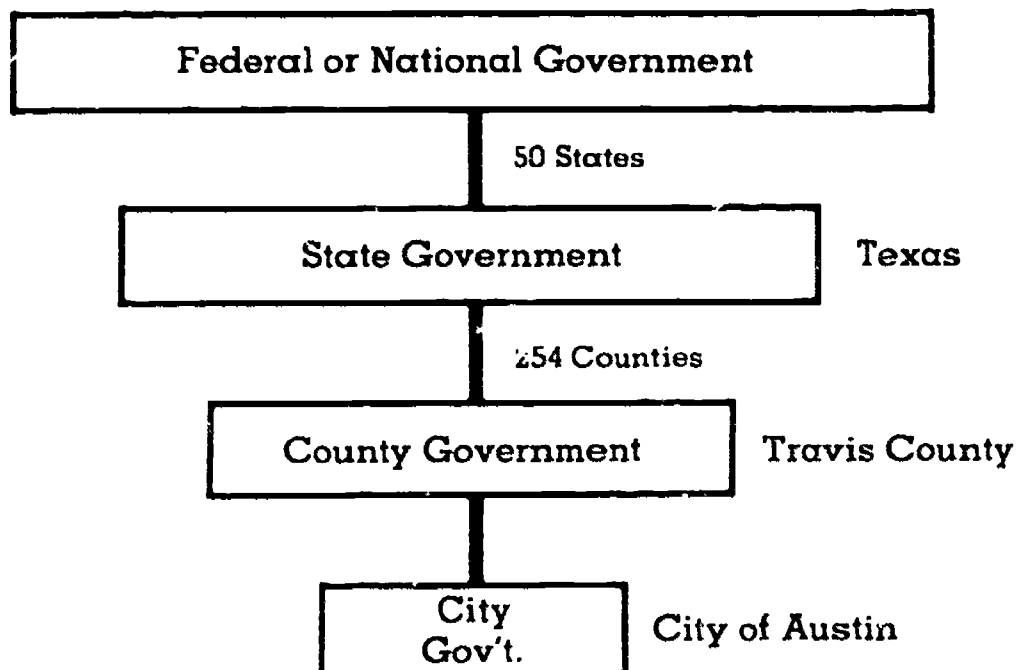 Federal or National Government
50 States
State Government
Texas
254 Counties
County Government
Travis County
City
Gov't.
City of Austin